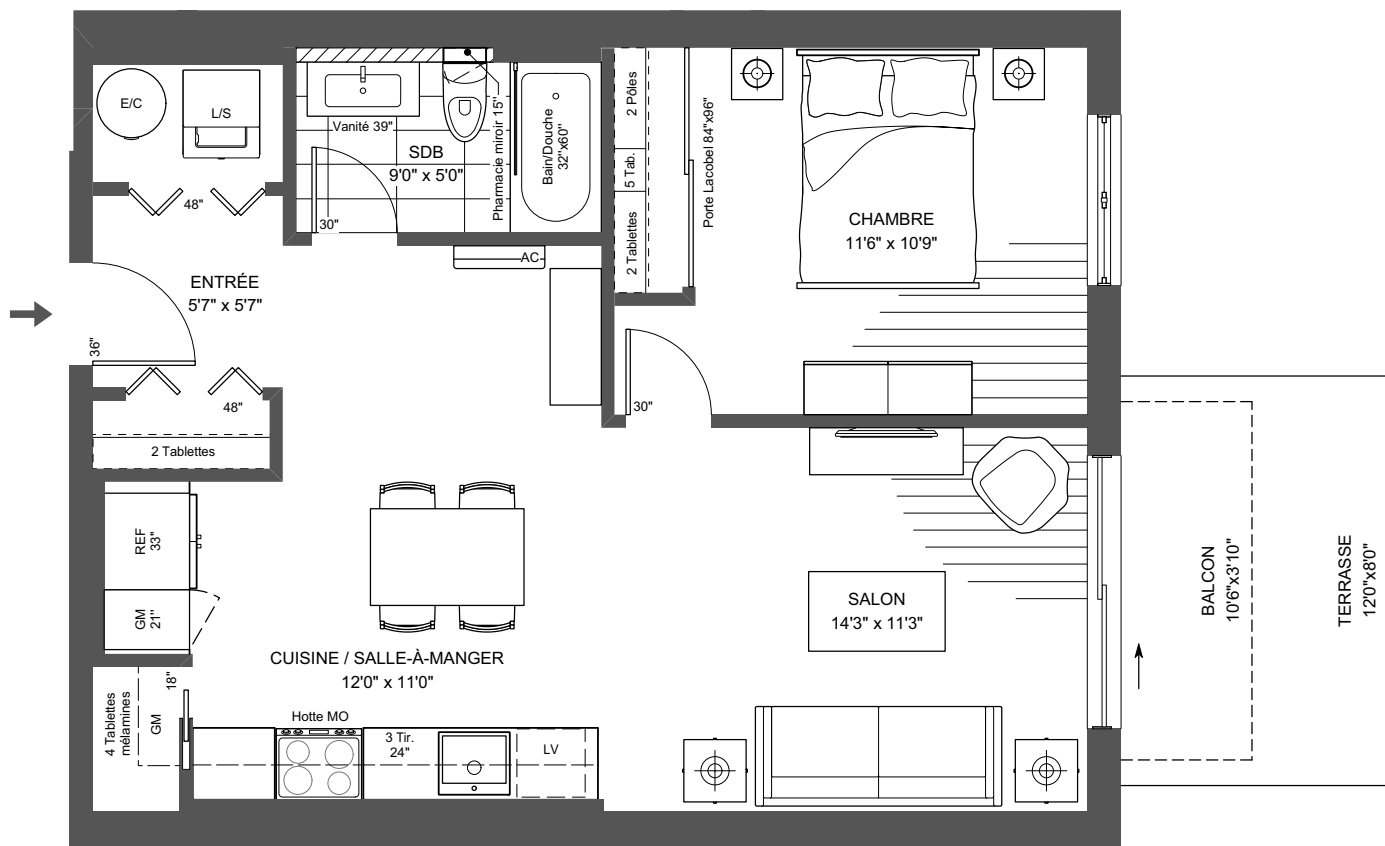 E/C
L/S
48"
Vanité 39"
SDB
9'0" x 5'0"
30"
Pharmacie miroir 15"
Bain/Douche
32"x60"
2 Pôles
5 Tab.
2 Tablettes
Porte Lacobel 84"x96"
CHAMBRE
11'6" x 10'9"
ENTRÉE
5'7" x 5'7"
36"
48"
2 Tablettes
AC
30"
REF
33"
GM
21"
CUISINE / SALLE-À-MANGER
12'0" x 11'0"
18"
GM
4 Tablettes
mélamines
Hotte MO
3 Tir.
24"
LV
SALON
14'3" x 11'3"
BALCON
10'6"x3'10"
TERRASSE
12'0"x8'0"